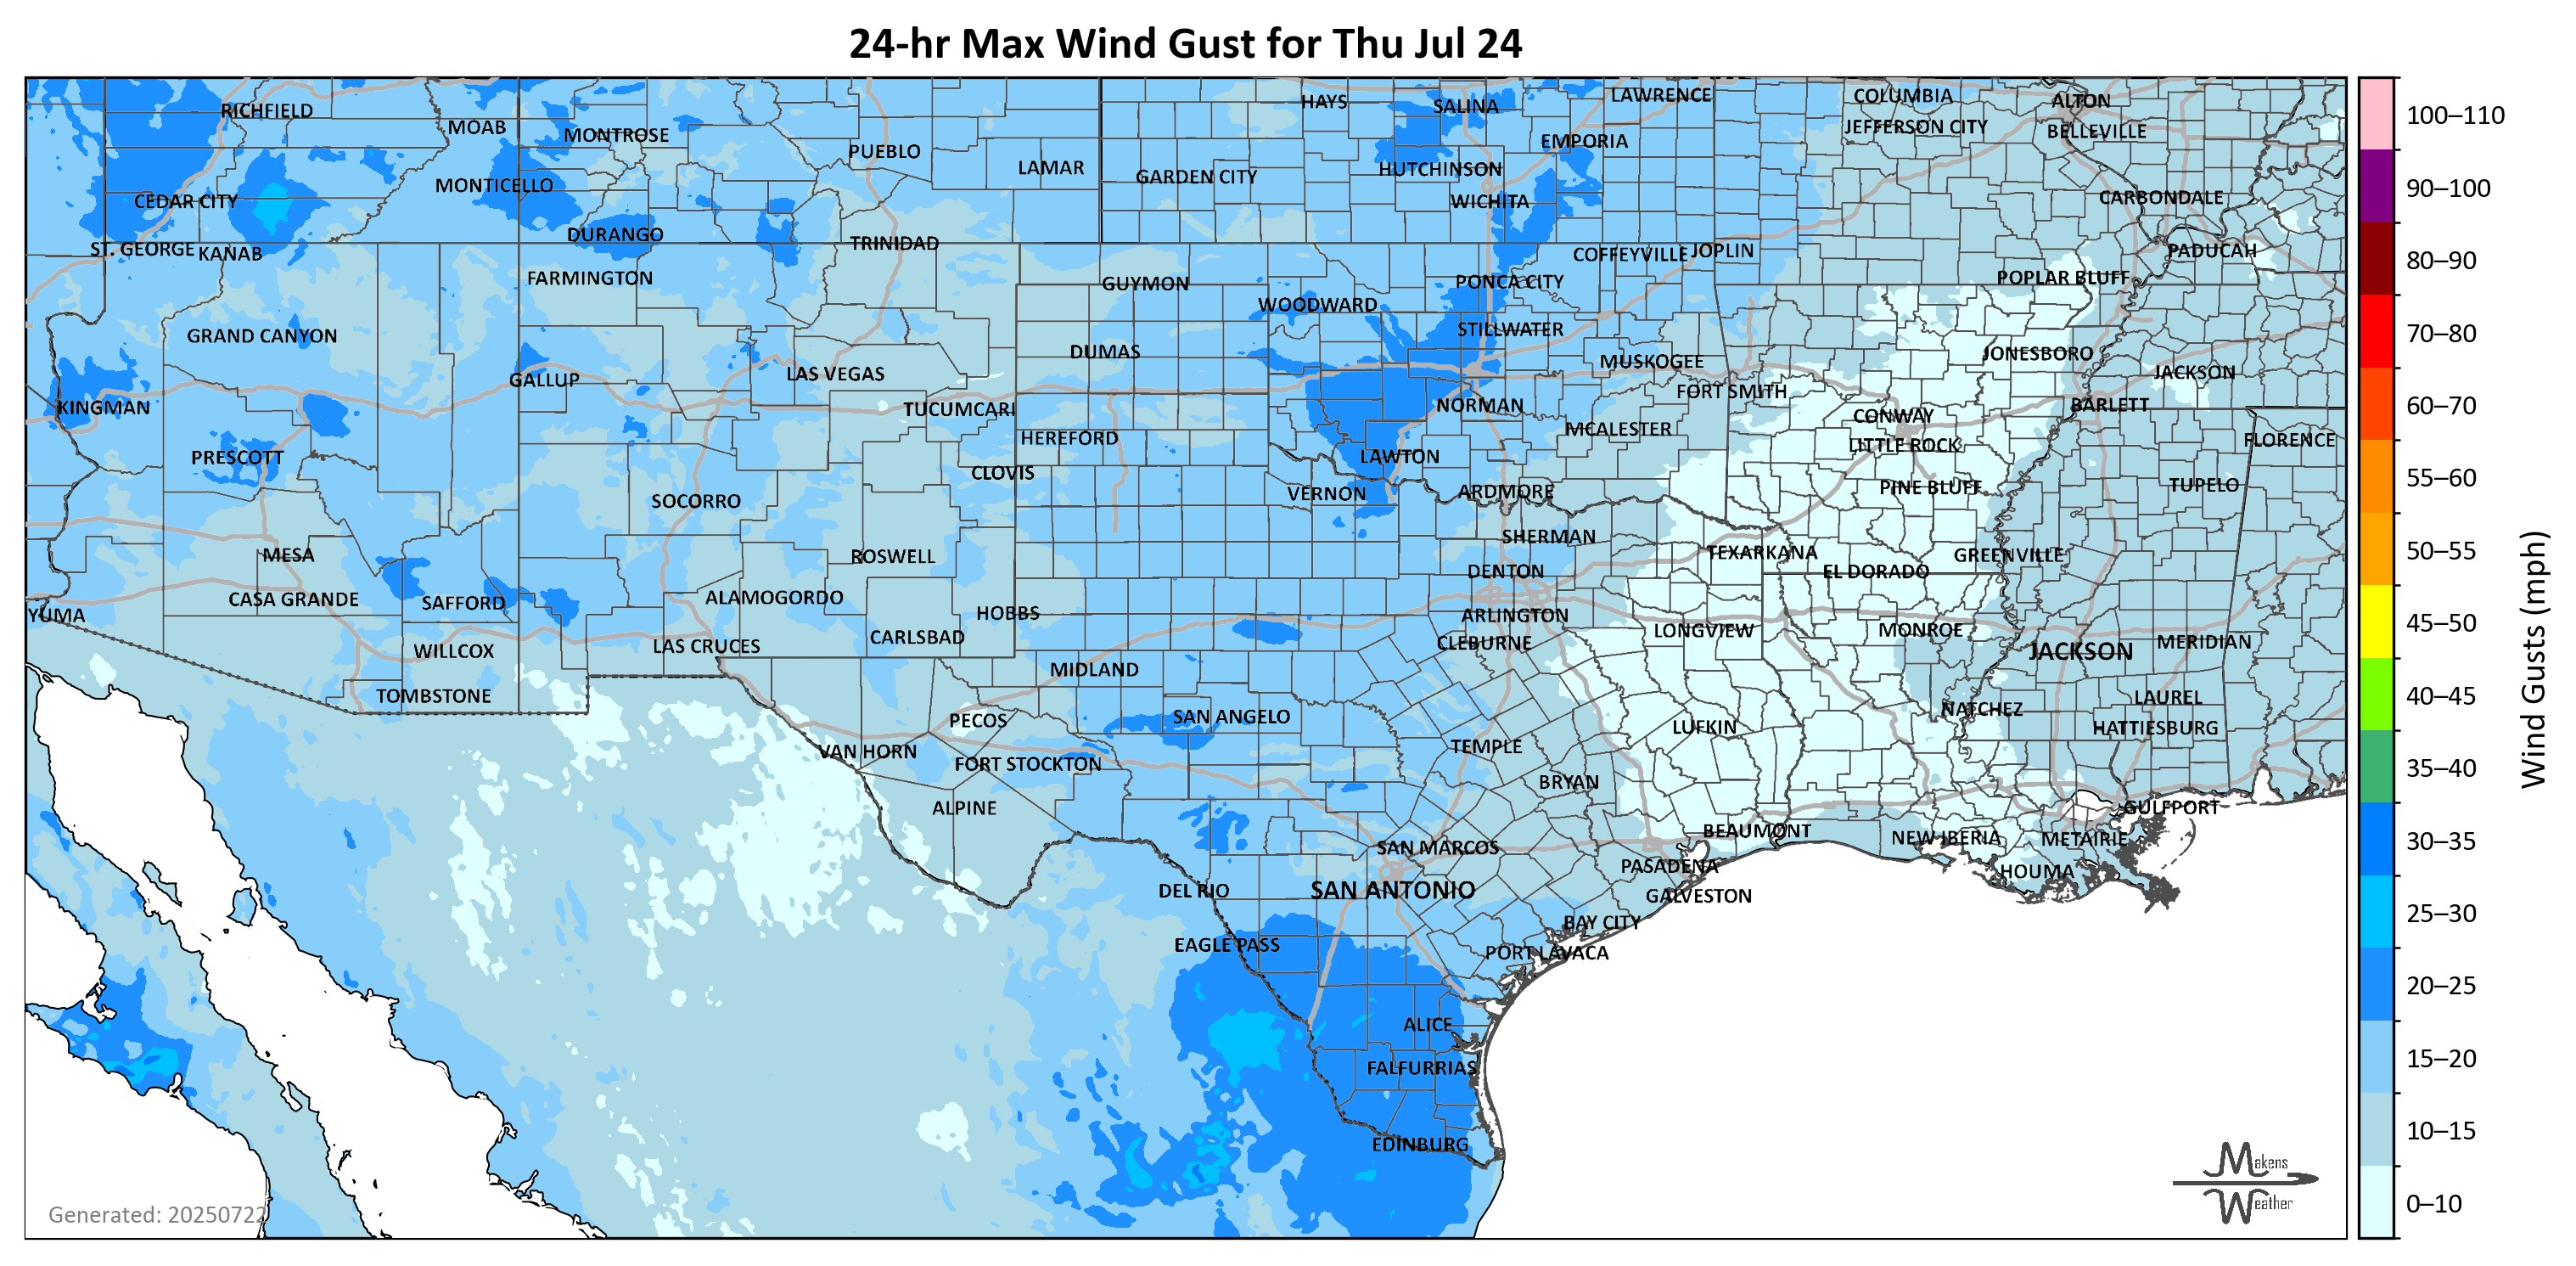 24-hr Max Wind Gust for Thu Jul 24
RICHFIELD
MOAB
MONTROSE
PUEBLO
LAMAR
HAYS
SALINA
LAWRENCE
COLUMBIA
ALTON
JEFFERSON CITY
BELLEVILLE
EMPORIA
HUTCHINSON
GARDEN CITY
MONTICELLO
CEDAR CITY
WICHITA
CARBONDALE
DURANGO
TRINIDAD
ST. GEORGE
KANAB
COFFEYVILLE
JOPLIN
PADUCAH
FARMINGTON
GUYMON
PONCA CITY
POPLAR BLUFF
WOODWARD
GRAND CANYON
STILLWATER
DUMAS
MUSKOGEE
JONESBORO
GALLUP
LAS VEGAS
FORT SMITH
JACKSON
KINGMAN
TUCUMCARI
NORMAN
CONWAY
BARLETT
HEREFORD
MCALESTER
LITTLE ROCK
FLORENCE
PRESCOTT
CLOVIS
LAWTON
SOCORRO
VERNON
ARDMORE
PINE BLUFF
TUPELO
MESA
ROSWELL
SHERMAN
TEXARKANA
GREENVILLE
DENTON
EL DORADO
YUMA
CASA GRANDE
SAFFORD
ALAMOGORDO
HOBBS
ARLINGTON
LONGVIEW
MONROE
WILLCOX
LAS CRUCES
CARLSBAD
CLEBURNE
JACKSON
MERIDIAN
MIDLAND
TOMBSTONE
LAUREL
NATCHEZ
PECOS
SAN ANGELO
LUFKIN
HATTIESBURG
VAN HORN
FORT STOCKTON
TEMPLE
BRYAN
ALPINE
GULFPORT
BEAUMONT
NEW IBERIA
METAIRIE
SAN MARCOS
PASADENA
HOUMA
DEL RIO
SAN ANTONIO
GALVESTON
BAY CITY
EAGLE PASS
PORT LAVACA
ALICE
FALFURRIAS
EDINBURG
Generated: 20250722
Makens
Weather
100–110
90–100
80–90
70–80
60–70
55–60
50–55
45–50
40–45
35–40
30–35
25–30
20–25
15–20
10–15
0–10
Wind Gusts (mph)